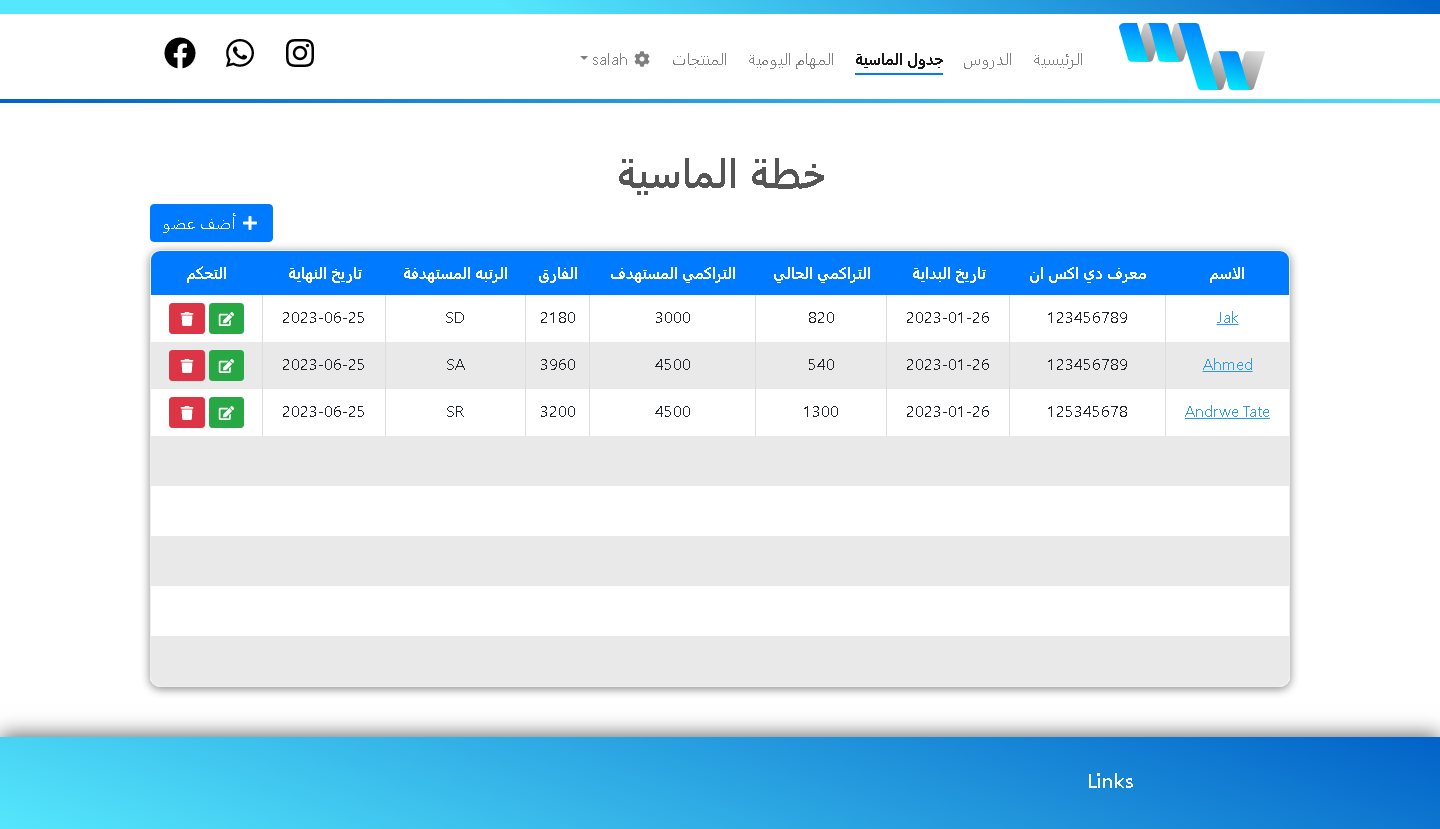 الرئيسية الدروس جدول الماسية المهام اليومية المنتجات salah
خطة الماسية
أضف عضو
الاسم معرف دي اكس ان تاريخ البداية التراكمي الحالي التراكمي المستهدف الفارق الرتبه المستهدفة تاريخ النهاية التحكم
Jak 123456789 2023-01-26 820 3000 2180 SD 2023-06-25
Ahmed 123456789 2023-01-26 540 4500 3960 SA 2023-06-25
Andrwe Tate 125345678 2023-01-26 1300 4500 3200 SR 2023-06-25
Links